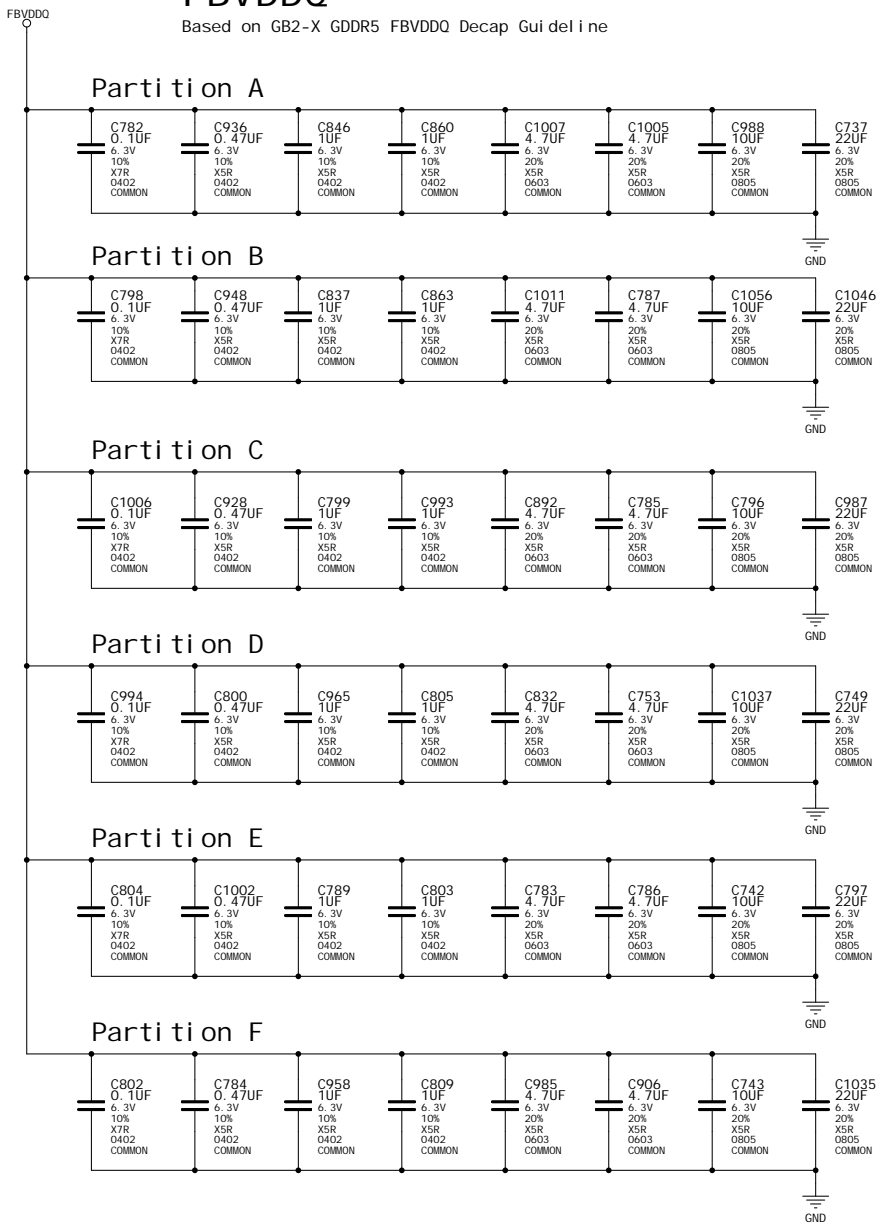 FBVDDQ
FBVDDQ
Based on GB2-X GDDR5 FBVDDQ Decap Guideline
Partition A
C782
0.1UF
6.3V
10%
X7R
0402
COMMON
C936
0.47UF
6.3V
10%
X5R
0402
COMMON
C846
1UF
6.3V
10%
X5R
0402
COMMON
C860
1UF
6.3V
10%
X5R
0402
COMMON
C1007
4.7UF
6.3V
20%
X5R
0603
COMMON
C1005
4.7UF
6.3V
20%
X5R
0603
COMMON
C988
10UF
6.3V
20%
X5R
0805
COMMON
C737
22UF
6.3V
20%
X5R
0805
COMMON
GND
Partition B
C798
0.1UF
6.3V
10%
X7R
0402
COMMON
C948
0.47UF
6.3V
10%
X5R
0402
COMMON
C837
1UF
6.3V
10%
X5R
0402
COMMON
C863
1UF
6.3V
10%
X5R
0402
COMMON
C1011
4.7UF
6.3V
20%
X5R
0603
COMMON
C787
4.7UF
6.3V
20%
X5R
0603
COMMON
C1056
10UF
6.3V
20%
X5R
0805
COMMON
C1046
22UF
6.3V
20%
X5R
0805
COMMON
GND
Partition C
C1006
0.1UF
6.3V
10%
X7R
0402
COMMON
C928
0.47UF
6.3V
10%
X5R
0402
COMMON
C799
1UF
6.3V
10%
X5R
0402
COMMON
C993
1UF
6.3V
10%
X5R
0402
COMMON
C892
4.7UF
6.3V
20%
X5R
0603
COMMON
C785
4.7UF
6.3V
20%
X5R
0603
COMMON
C796
10UF
6.3V
20%
X5R
0805
COMMON
C987
22UF
6.3V
20%
X5R
0805
COMMON
GND
Partition D
C994
0.1UF
6.3V
10%
X7R
0402
COMMON
C800
0.47UF
6.3V
10%
X5R
0402
COMMON
C965
1UF
6.3V
10%
X5R
0402
COMMON
C805
1UF
6.3V
10%
X5R
0402
COMMON
C832
4.7UF
6.3V
20%
X5R
0603
COMMON
C753
4.7UF
6.3V
20%
X5R
0603
COMMON
C1037
10UF
6.3V
20%
X5R
0805
COMMON
C749
22UF
6.3V
20%
X5R
0805
COMMON
GND
Partition E
C804
0.1UF
6.3V
10%
X7R
0402
COMMON
C1002
0.47UF
6.3V
10%
X5R
0402
COMMON
C789
1UF
6.3V
10%
X5R
0402
COMMON
C803
1UF
6.3V
10%
X5R
0402
COMMON
C783
4.7UF
6.3V
20%
X5R
0603
COMMON
C786
4.7UF
6.3V
20%
X5R
0603
COMMON
C742
10UF
6.3V
20%
X5R
0805
COMMON
C797
22UF
6.3V
20%
X5R
0805
COMMON
GND
Partition F
C802
0.1UF
6.3V
10%
X7R
0402
COMMON
C784
0.47UF
6.3V
10%
X5R
0402
COMMON
C958
1UF
6.3V
10%
X5R
0402
COMMON
C809
1UF
6.3V
10%
X5R
0402
COMMON
C985
4.7UF
6.3V
20%
X5R
0603
COMMON
C906
4.7UF
6.3V
20%
X5R
0603
COMMON
C743
10UF
6.3V
20%
X5R
0805
COMMON
C1035
22UF
6.3V
20%
X5R
0805
COMMON
GND